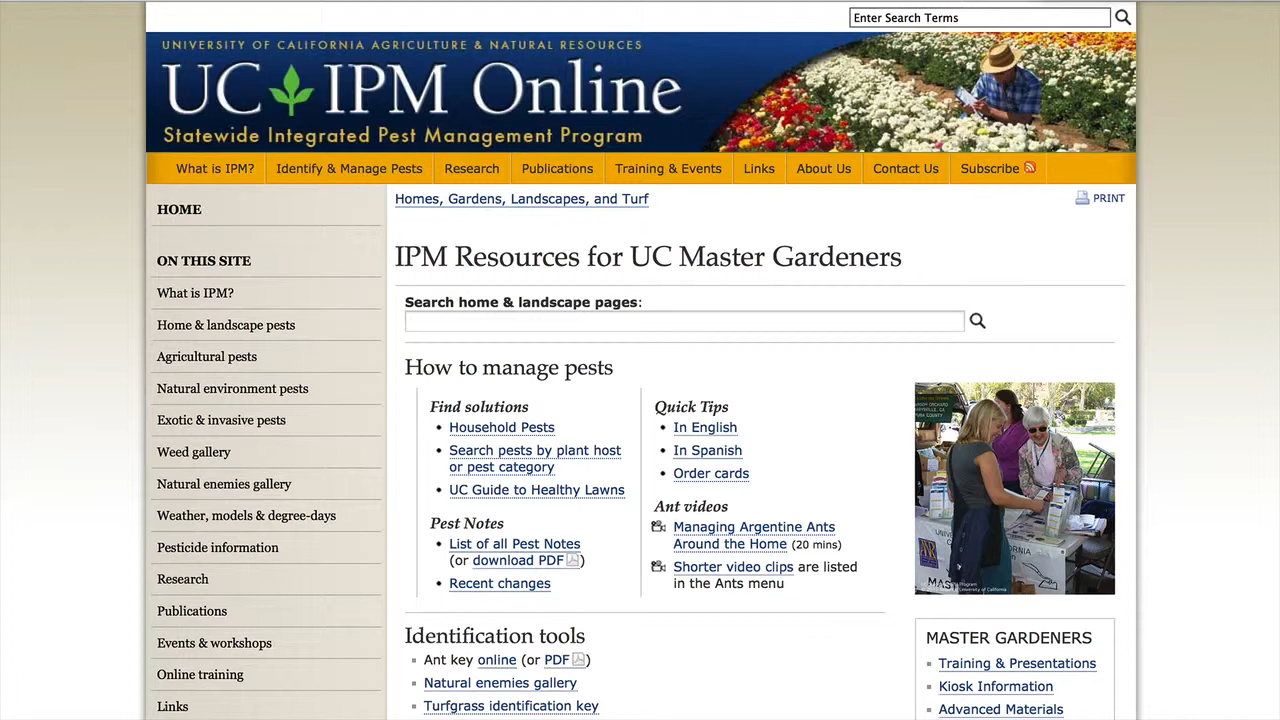 Enter Search Terms
UNIVERSITY OF CALIFORNIA AGRICULTURE & NATURAL RESOURCES
UC IPM Online
Statewide Integrated Pest Management Program
What is IPM? Identify & Manage Pests Research Publications Training & Events Links About Us Contact Us Subscribe
HOME
ON THIS SITE
What is IPM?
Home & landscape pests
Agricultural pests
Natural environment pests
Exotic & invasive pests
Weed gallery
Natural enemies gallery
Weather, models & degree-days
Pesticide information
Research
Publications
Events & workshops
Online training
Links
Homes, Gardens, Landscapes, and Turf
PRINT
IPM Resources for UC Master Gardeners
Search home & landscape pages:
How to manage pests
Find solutions
• Household Pests
• Search pests by plant host
or pest category
• UC Guide to Healthy Lawns
Pest Notes
• List of all Pest Notes
(or download PDF)
• Recent changes
Quick Tips
• In English
• In Spanish
• Order cards
Ant videos
Managing Argentine Ants
Around the Home (20 mins)
Shorter video clips are listed
in the Ants menu
Identification tools
Ant key online (or PDF)
Natural enemies gallery
Turfgrass identification key
MASTER GARDENERS
Training & Presentations
Kiosk Information
Advanced Materials